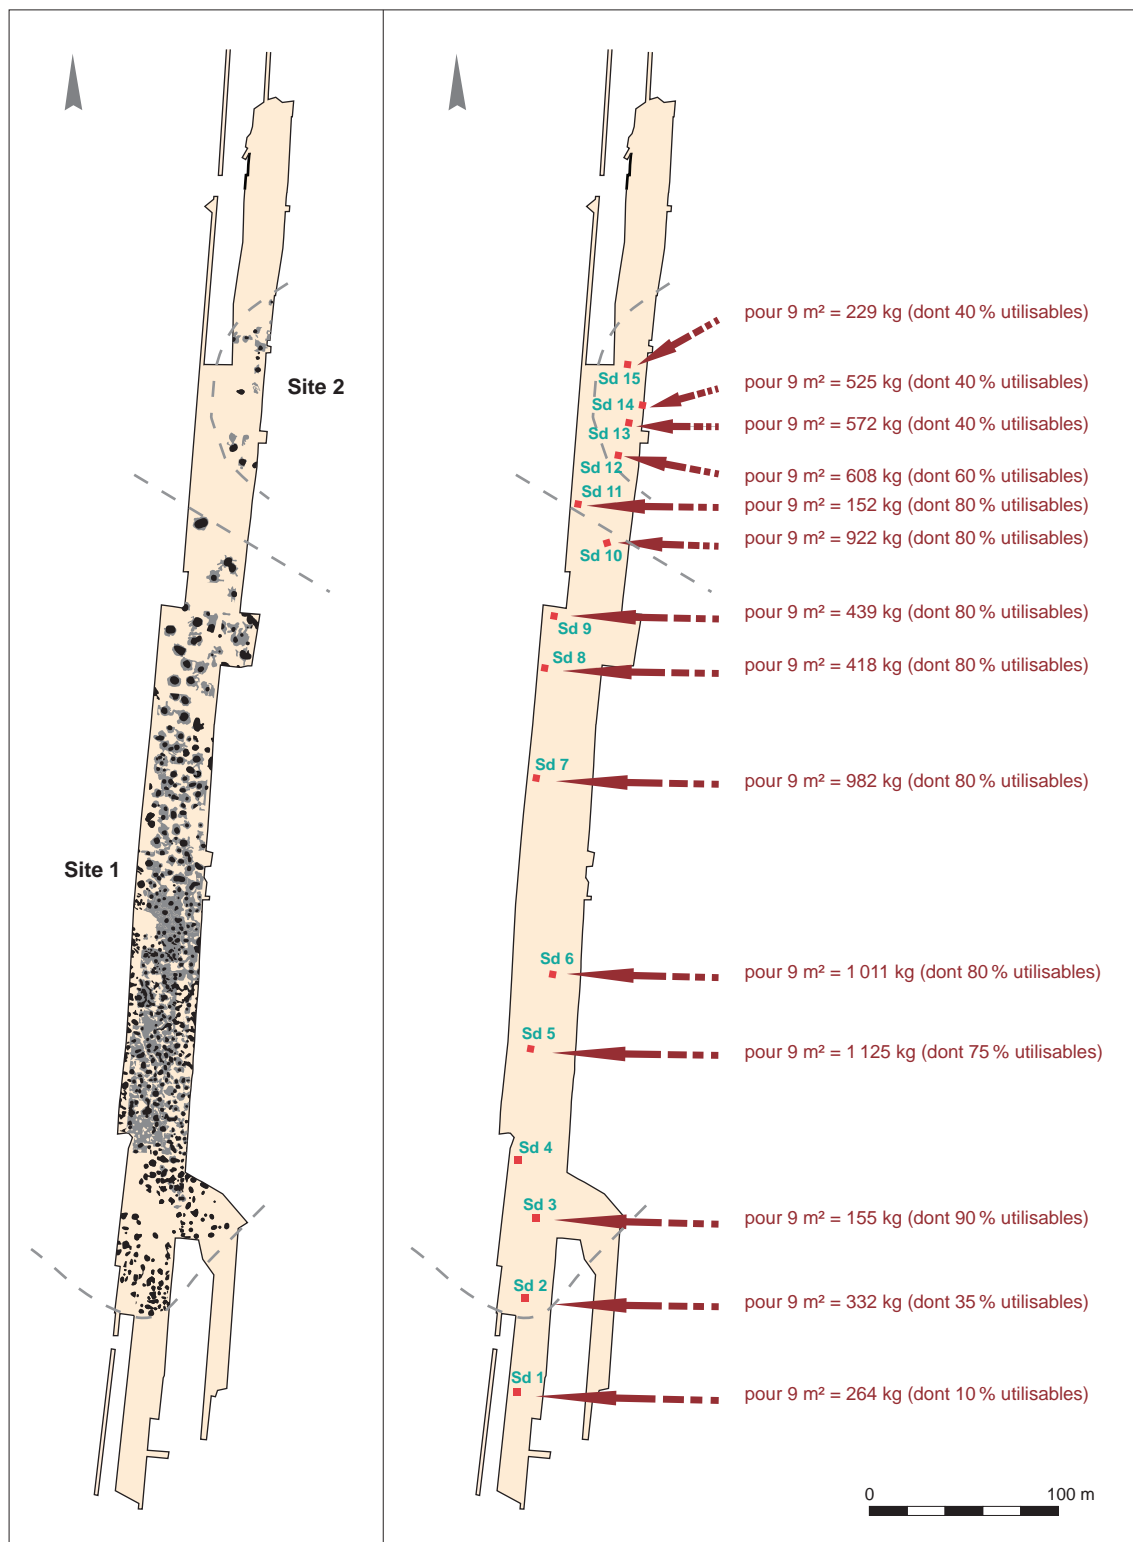 Site 2
Site 1
pour 9 m² = 229 kg (dont 40 % utilisables)
Sd 15
pour 9 m² = 525 kg (dont 40 % utilisables)
Sd 14
pour 9 m² = 572 kg (dont 40 % utilisables)
Sd 13
Sd 12
pour 9 m² = 608 kg (dont 60 % utilisables)
Sd 11
pour 9 m² = 152 kg (dont 80 % utilisables)
pour 9 m² = 922 kg (dont 80 % utilisables)
Sd 10
pour 9 m² = 439 kg (dont 80 % utilisables)
Sd 9
Sd 8
pour 9 m² = 418 kg (dont 80 % utilisables)
Sd 7
pour 9 m² = 982 kg (dont 80 % utilisables)
Sd 6
pour 9 m² = 1 011 kg (dont 80 % utilisables)
Sd 5
pour 9 m² = 1 125 kg (dont 75 % utilisables)
Sd 4
Sd 3
pour 9 m² = 155 kg (dont 90 % utilisables)
Sd 2
pour 9 m² = 332 kg (dont 35 % utilisables)
Sd 1
pour 9 m² = 264 kg (dont 10 % utilisables)
0 100 m